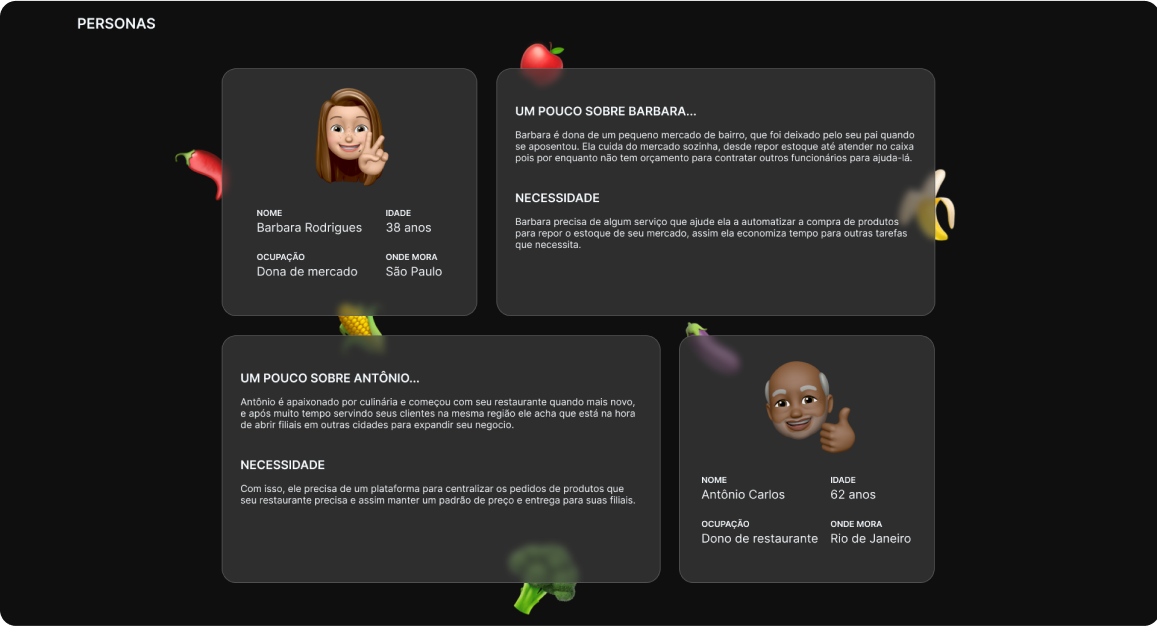 PERSONAS
NOME
Barbara Rodrigues
IDADE
38 anos
OCUPAÇÃO
Dona de mercado
ONDE MORA
São Paulo
UM POUCO SOBRE BARBARA...
Barbara é dona de um pequeno mercado de bairro, que foi deixado pelo seu pai quando
se aposentou. Ela cuida do mercado sozinha, desde repor estoque até atender no caixa
pois por enquanto não tem orçamento para contratar outros funcionários para ajuda-lá.
NECESSIDADE
Barbara precisa de algum serviço que ajude ela a automatizar a compra de produtos
para repor o estoque de seu mercado, assim ela economiza tempo para outras tarefas
que necessita.
UM POUCO SOBRE ANTÔNIO...
Antônio é apaixonado por culinária e começou com seu restaurante quando mais novo,
e após muito tempo servindo seus clientes na mesma região ele acha que está na hora
de abrir filiais em outras cidades para expandir seu negocio.
NECESSIDADE
Com isso, ele precisa de um plataforma para centralizar os pedidos de produtos que
seu restaurante precisa e assim manter um padrão de preço e entrega para suas filiais.
NOME
Antônio Carlos
IDADE
62 anos
OCUPAÇÃO
Dono de restaurante
ONDE MORA
Rio de Janeiro